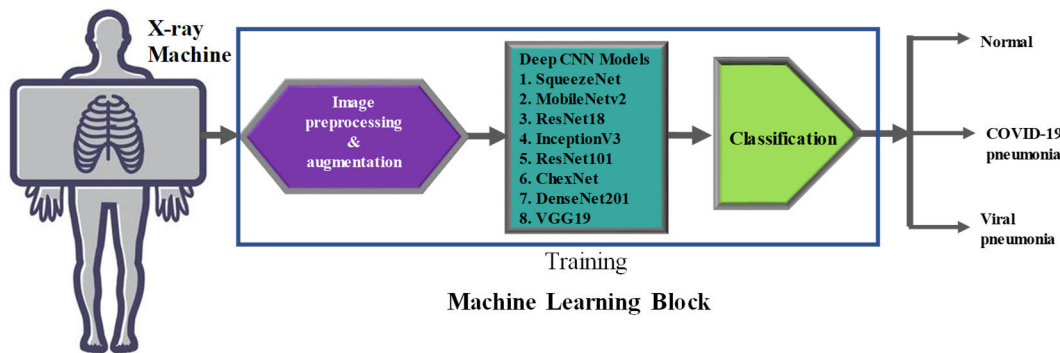 X-ray
Machine
Image
preprocessing
&
augmentation
Deep CNN Models
1. SqueezeNet
2. MobileNetv2
3. ResNet18
4. InceptionV3
5. ResNet101
6. ChexNet
7. DenseNet201
8. VGG19
Classification
Normal
COVID-19
pneumonia
Viral
pneumonia
Training
Machine Learning Block